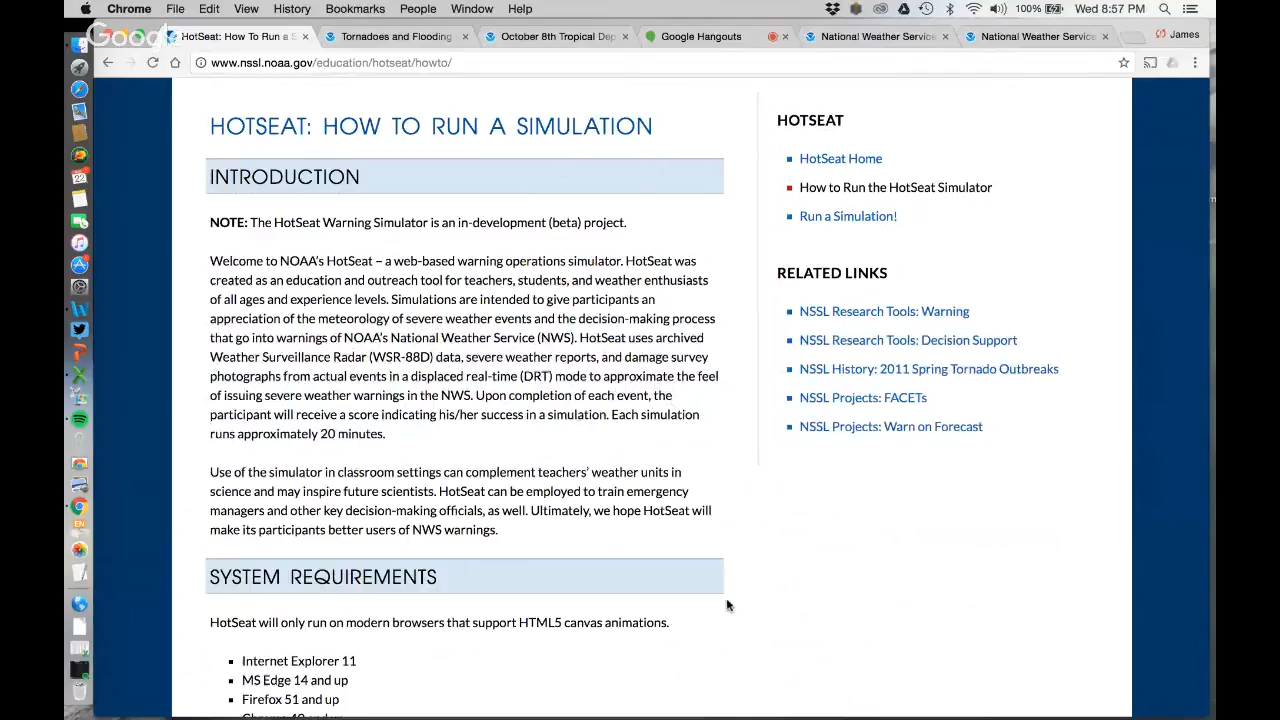 Chrome File Edit View History Bookmarks People Window Help 100% Wed 8:57 PM
Google
HotSeat: How To Run a S Tornadoes and Flooding October 8th Tropical Dep Google Hangouts National Weather Service National Weather Service James
www.nssl.noaa.gov/education/hotseat/howto/
HOTSEAT: HOW TO RUN A SIMULATION
INTRODUCTION
NOTE: The HotSeat Warning Simulator is an in-development (beta) project.
Welcome to NOAA's HotSeat – a web-based warning operations simulator. HotSeat was
created as an education and outreach tool for teachers, students, and weather enthusiasts
of all ages and experience levels. Simulations are intended to give participants an
appreciation of the meteorology of severe weather events and the decision-making process
that go into warnings of NOAA's National Weather Service (NWS). HotSeat uses archived
Weather Surveillance Radar (WSR-88D) data, severe weather reports, and damage survey
photographs from actual events in a displaced real-time (DRT) mode to approximate the feel
of issuing severe weather warnings in the NWS. Upon completion of each event, the
participant will receive a score indicating his/her success in a simulation. Each simulation
runs approximately 20 minutes.
Use of the simulator in classroom settings can complement teachers' weather units in
science and may inspire future scientists. HotSeat can be employed to train emergency
managers and other key decision-making officials, as well. Ultimately, we hope HotSeat will
make its participants better users of NWS warnings.
SYSTEM REQUIREMENTS
HotSeat will only run on modern browsers that support HTML5 canvas animations.
Internet Explorer 11
MS Edge 14 and up
Firefox 51 and up
HOTSEAT
HotSeat Home
How to Run the HotSeat Simulator
Run a Simulation!
RELATED LINKS
NSSL Research Tools: Warning
NSSL Research Tools: Decision Support
NSSL History: 2011 Spring Tornado Outbreaks
NSSL Projects: FACETs
NSSL Projects: Warn on Forecast